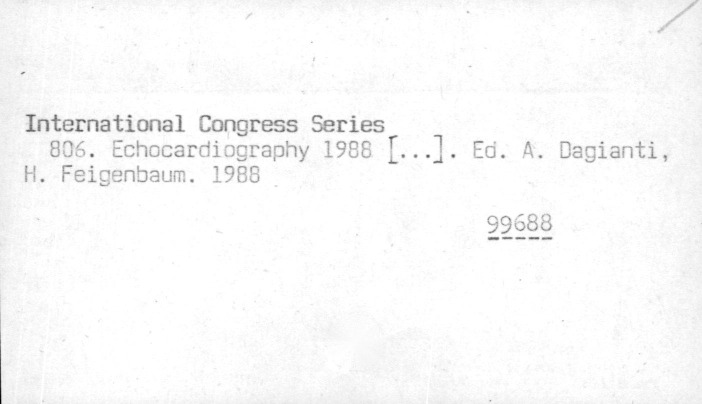 International Congress Series
806. Echocardiography 1988 [...]. Ed. A. Dagianti,
H. Feigenbaum. 1988
99688